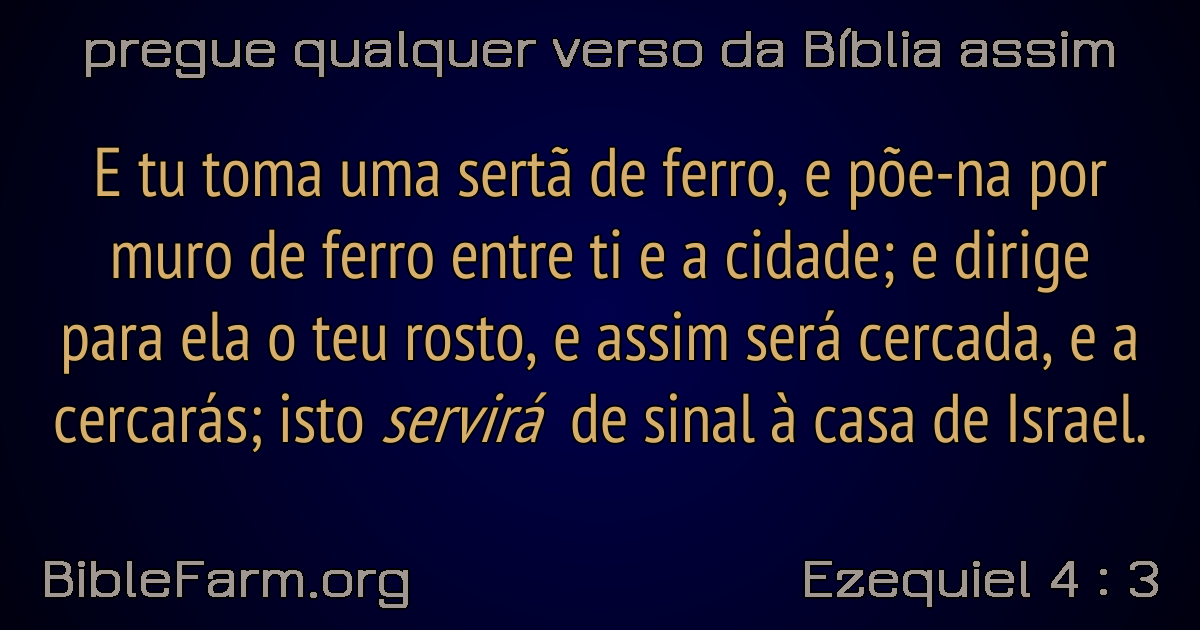 pregue qualquer verso da Bíblia assim
E tu toma uma sertã de ferro, e põe-na por
muro de ferro entre ti e a cidade; e dirige
para ela o teu rosto, e assim será cercada, e a
cercarás; isto servirá de sinal à casa de Israel.
BibleFarm.org
Ezequiel 4 : 3